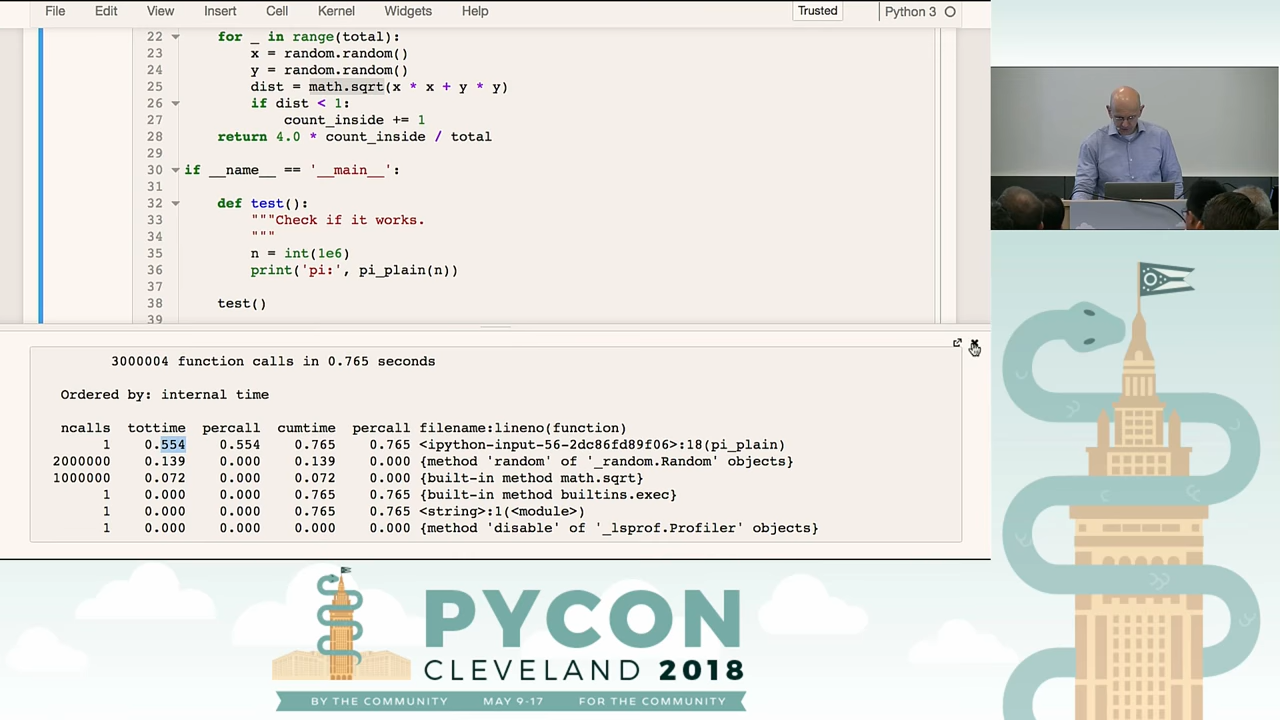 File Edit View Insert Cell Kernel Widgets Help Trusted Python 3
22 for _ in range(total):
23 x = random.random()
24 y = random.random()
25 dist = math.sqrt(x * x + y * y)
26 if dist < 1:
27 count_inside += 1
28 return 4.0 * count_inside / total
29
30 if __name__ == '__main__':
31
32 def test():
33 """Check if it works.
34 """
35 n = int(1e6)
36 print('pi:', pi_plain(n))
37
38 test()
39
3000004 function calls in 0.765 seconds
Ordered by: internal time
ncalls tottime percall cumtime percall filename:lineno(function)
1 0.554 0.554 0.765 0.765 <ipython-input-56-2dc86fd89f06>:18(pi_plain)
2000000 0.139 0.000 0.139 0.000 {method 'random' of '_random.Random' objects}
1000000 0.072 0.000 0.072 0.000 {built-in method math.sqrt}
1 0.000 0.000 0.765 0.765 {built-in method builtins.exec}
1 0.000 0.000 0.765 0.765 <string>:1(<module>)
1 0.000 0.000 0.000 0.000 {method 'disable' of '_lsprof.Profiler' objects}
PYCON
CLEVELAND 2018
BY THE COMMUNITY MAY 9-17 FOR THE COMMUNITY